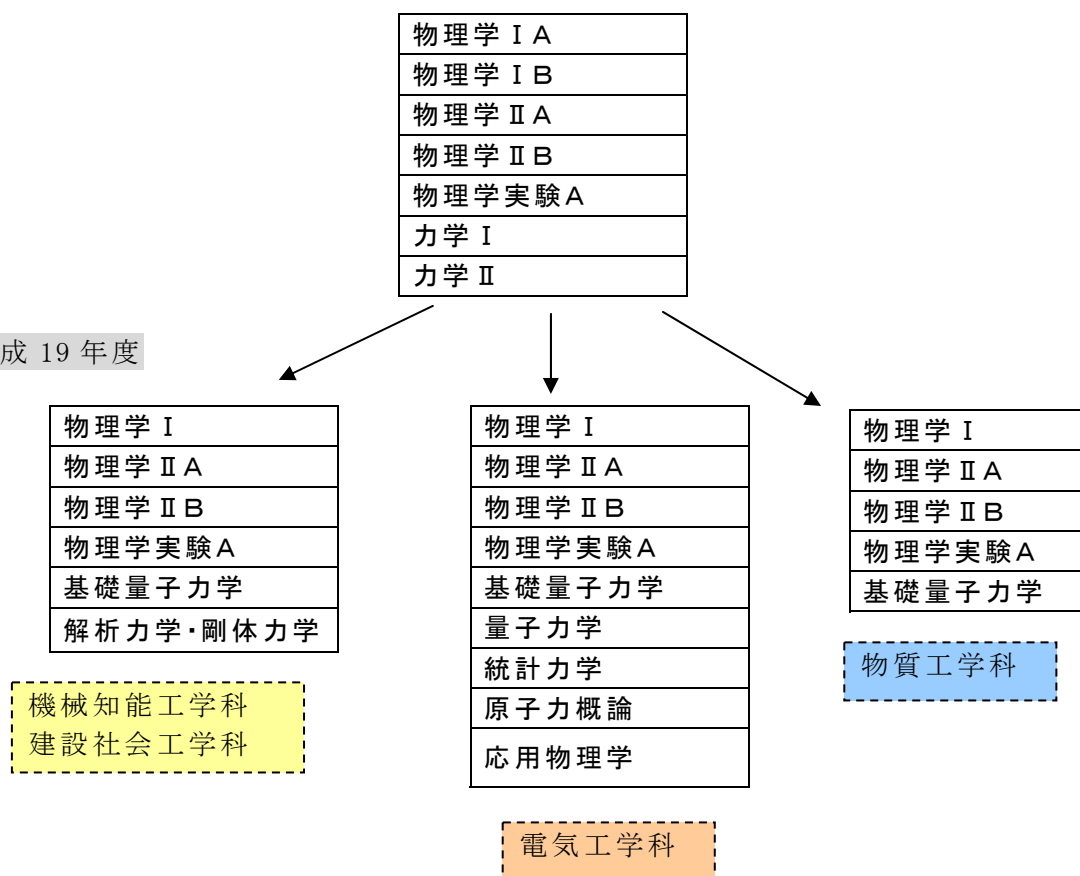 物理学ⅠA
物理学ⅠB
物理学ⅡA
物理学ⅡB
物理学実験A
力学Ⅰ
力学Ⅱ
成 19 年度
物理学Ⅰ
物理学ⅡA
物理学ⅡB
物理学実験A
基礎量子力学
解析力学・剛体力学
機械知能工学科
建設社会工学科
物理学Ⅰ
物理学ⅡA
物理学ⅡB
物理学実験A
基礎量子力学
量子力学
統計力学
原子力概論
応用物理学
電気工学科
物理学Ⅰ
物理学ⅡA
物理学ⅡB
物理学実験A
基礎量子力学
物質工学科